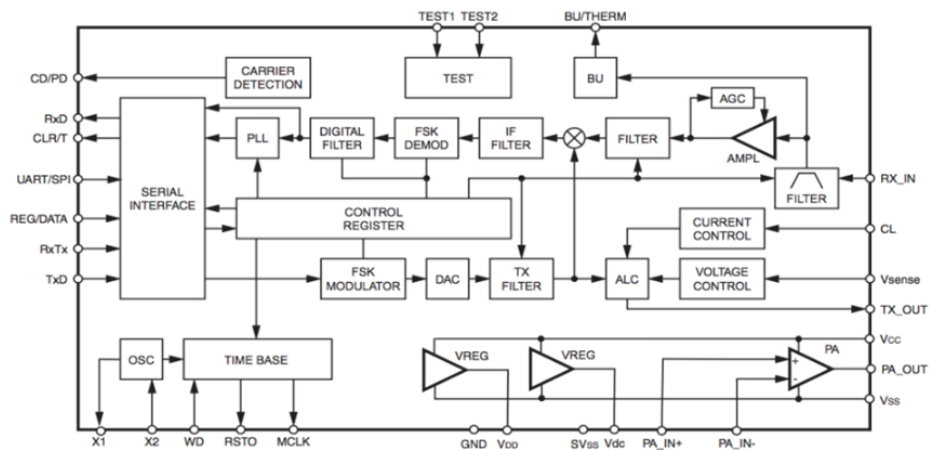 TEST1 TEST2 BU/THERM
CD/PD
CARRIER
DETECTION
TEST
BU
AGC
RxD
CLR/T
PLL
DIGITAL
FILTER
FSK
DEMOD
IF
FILTER
FILTER
AMPL
UART/SPI
SERIAL
INTERFACE
RX_IN
FILTER
REG/DATA
CONTROL
REGISTER
CURRENT
CONTROL
CL
RxTx
TxD
FSK
MODULATOR
DAC
TX
FILTER
ALC
VOLTAGE
CONTROL
Vsense
TX_OUT
OSC
TIME BASE
VREG
VREG
+
-
PA
VCC
PA_OUT
VSS
X1 X2 WD RSTO MCLK GND VDD SVSS Vdc PA_IN+ PA_IN-